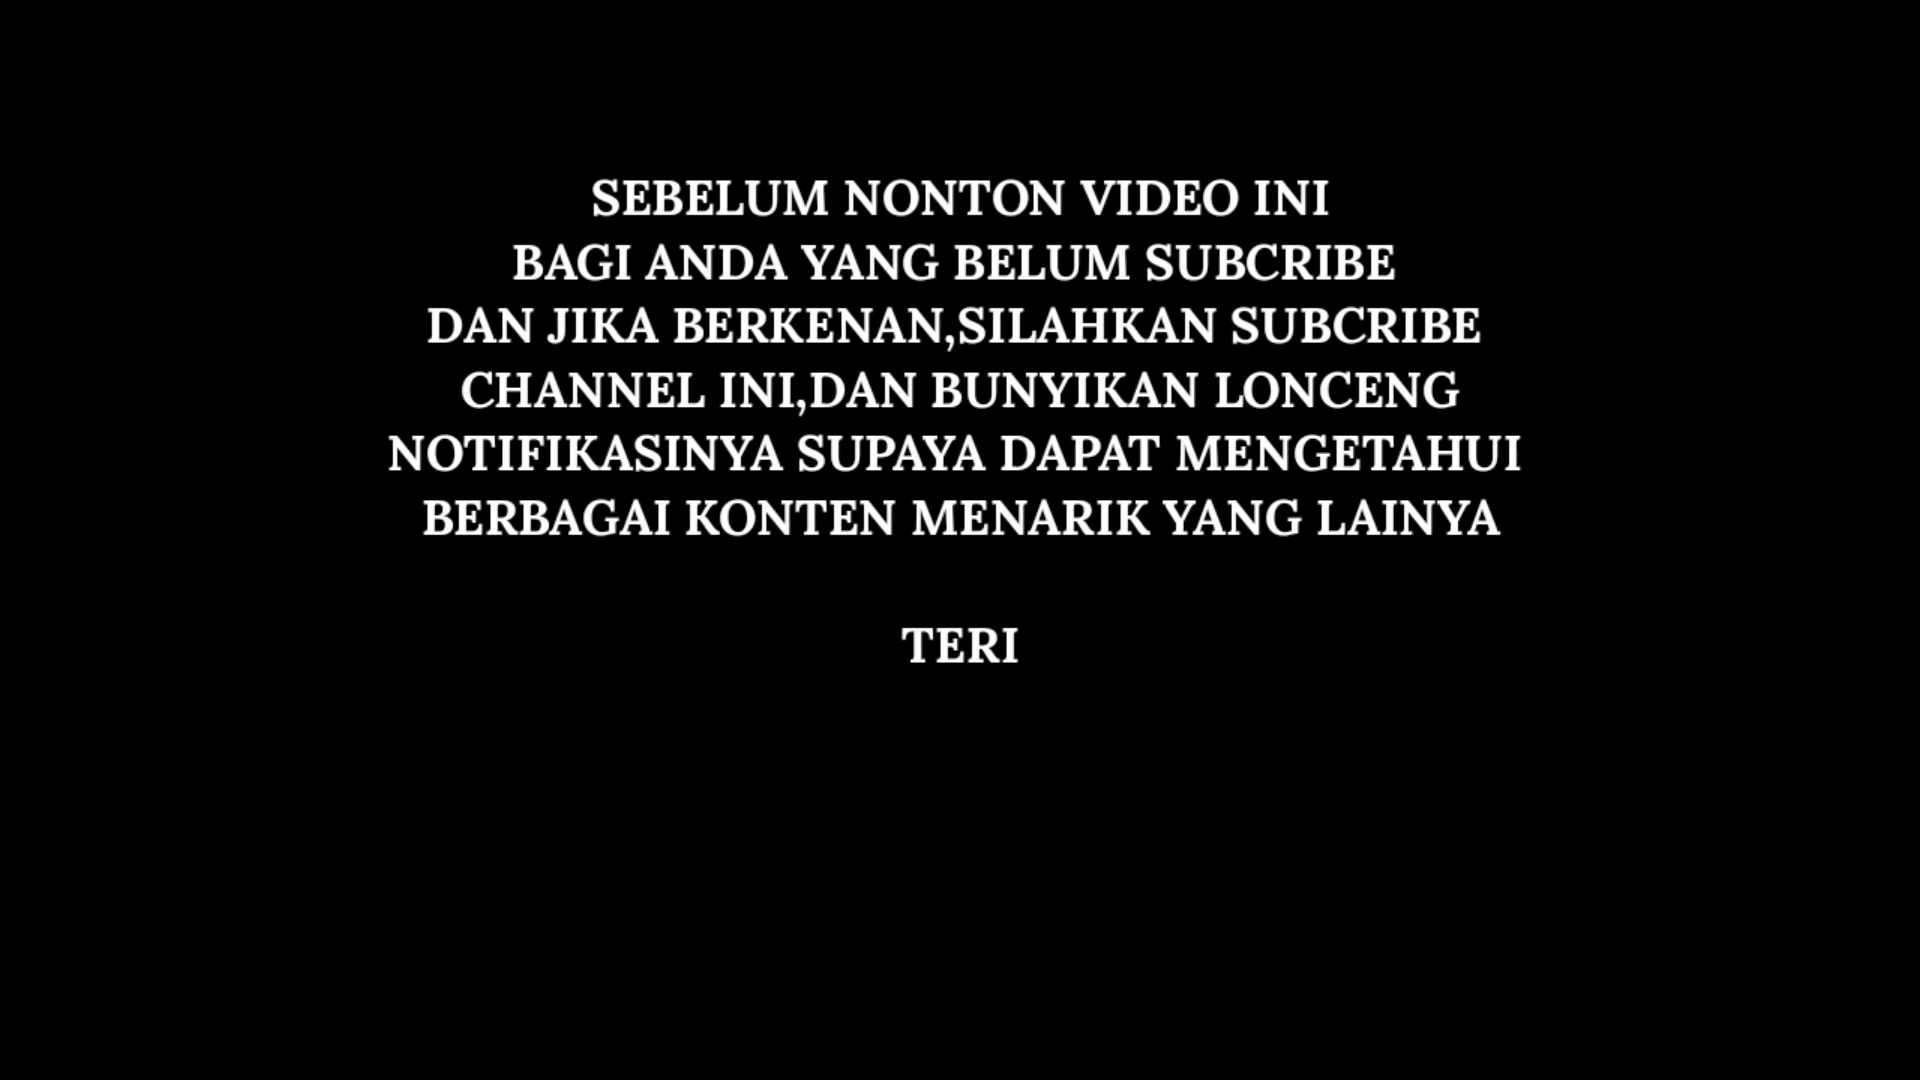 SEBELUM NONTON VIDEO INI
BAGI ANDA YANG BELUM SUBCRIBE
DAN JIKA BERKENAN,SILAHKAN SUBCRIBE
CHANNEL INI,DAN BUNYIKAN LONCENG
NOTIFIKASINYA SUPAYA DAPAT MENGETAHUI
BERBAGAI KONTEN MENARIK YANG LAINYA
TERI